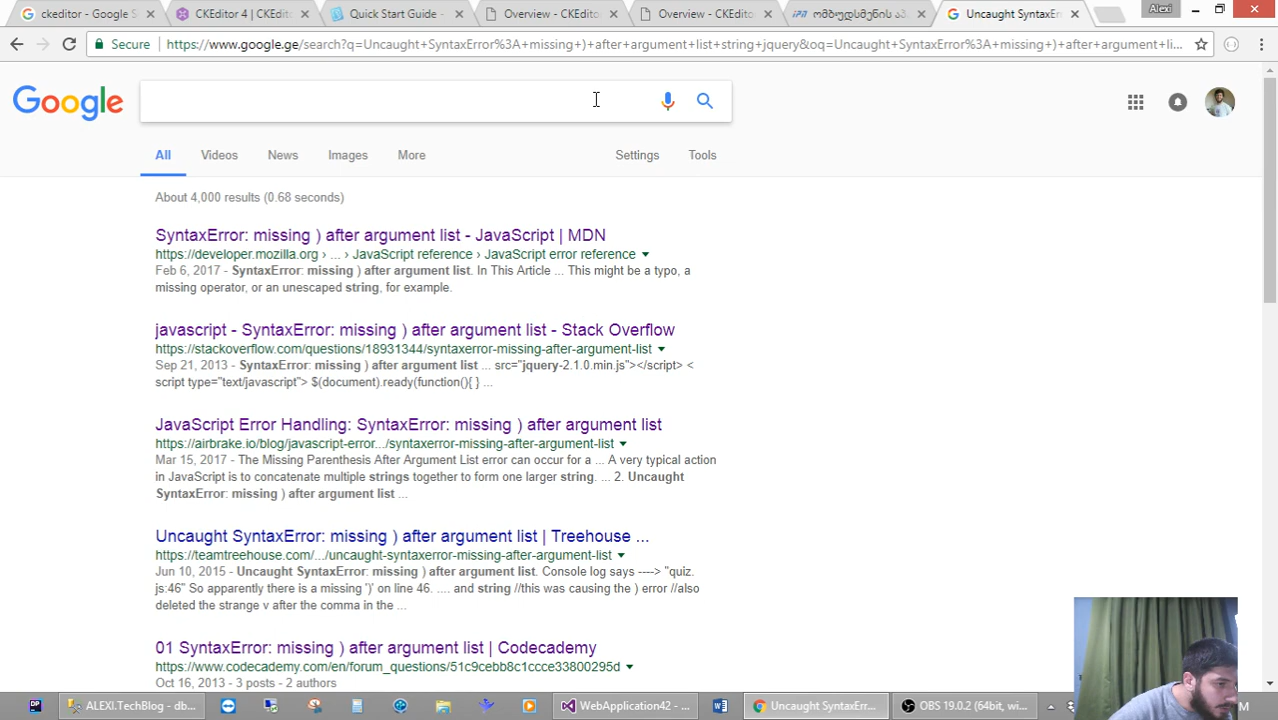 ckeditor - Google S
CKEditor 4 | CKEdit
Quick Start Guide -
Overview - CKEdito
Overview - CKEdito
ომბუდსმენის ა
Uncaught SyntaxErr
Alexi
Secure https://www.google.ge/search?q=Uncaught+SyntaxError%3A+missing+)+after+argument+list+string+jquery&oq=Uncaught+SyntaxError%3A+missing+)+after+argument+li...
Google
All Videos News Images More Settings Tools
About 4,000 results (0.68 seconds)
SyntaxError: missing ) after argument list - JavaScript | MDN
https://developer.mozilla.org › ... › JavaScript reference › JavaScript error reference
Feb 6, 2017 - SyntaxError: missing ) after argument list. In This Article ... This might be a typo, a
missing operator, or an unescaped string, for example.
javascript - SyntaxError: missing ) after argument list - Stack Overflow
https://stackoverflow.com/questions/18931344/syntaxerror-missing-after-argument-list
Sep 21, 2013 - SyntaxError: missing ) after argument list ... src="jquery-2.1.0.min.js"></script> <
script type="text/javascript"> $(document).ready(function(){ } ...
JavaScript Error Handling: SyntaxError: missing ) after argument list
https://airbrake.io/blog/javascript-error.../syntaxerror-missing-after-argument-list
Mar 15, 2017 - The Missing Parenthesis After Argument List error can occur for a ... A very typical action
in JavaScript is to concatenate multiple strings together to form one larger string. ... 2. Uncaught
SyntaxError: missing ) after argument list ...
Uncaught SyntaxError: missing ) after argument list | Treehouse ...
https://teamtreehouse.com/.../uncaught-syntaxerror-missing-after-argument-list
Jun 10, 2015 - Uncaught SyntaxError: missing ) after argument list. Console log says ----> "quiz.
js:46" So apparently there is a missing ')' on line 46. .... and string //this was causing the ) error //also
deleted the strange v after the comma in the ...
01 SyntaxError: missing ) after argument list | Codecademy
https://www.codecademy.com/en/forum_questions/51c9cebb8c1ccce33800295d
Oct 16, 2013 - 3 posts - 2 authors
ALEXI.TechBlog - db...
WebApplication42 - ...
Uncaught SyntaxErr...
OBS 19.0.2 (64bit, wi...